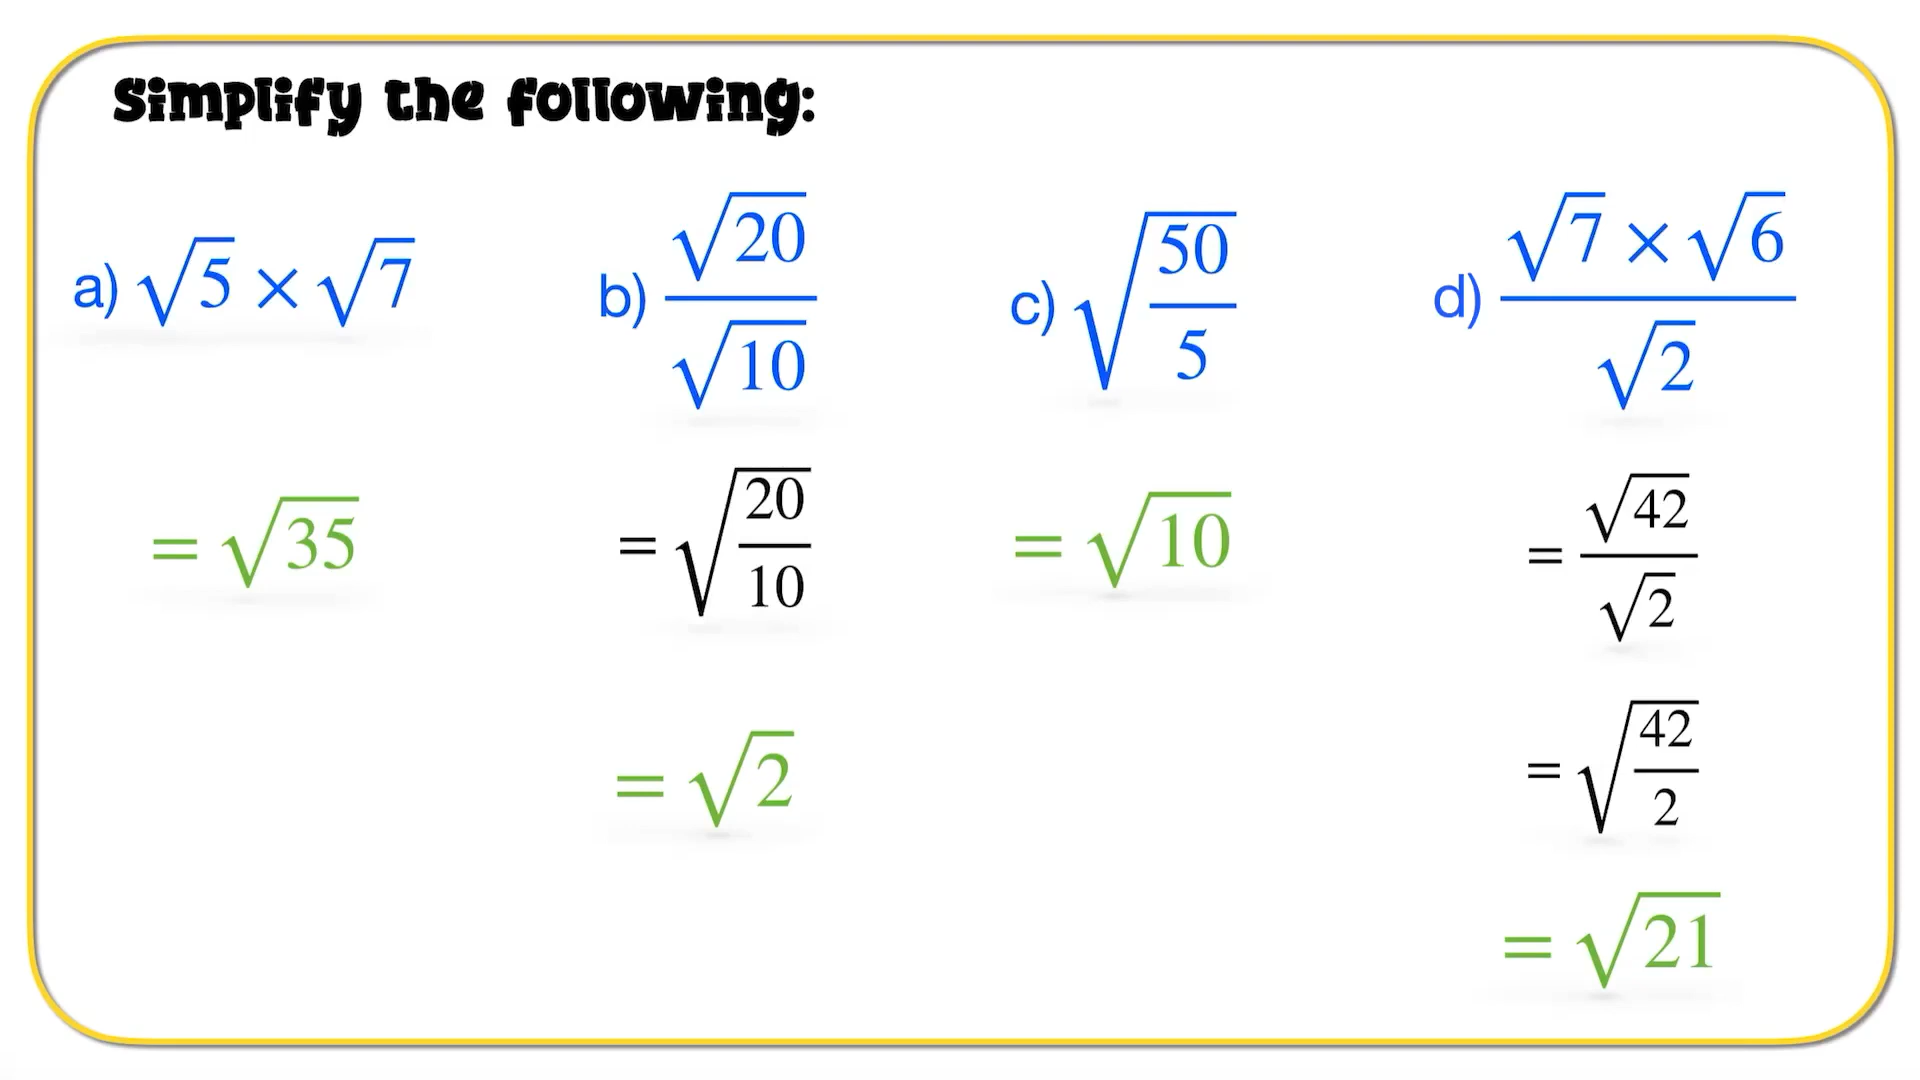 Simplify the following:
a) √5 × √7
= √35
b) √20 / √10
= √(20/10)
= √2
c) √(50/5)
= √10
d) (√7 × √6) / √2
= √42 / √2
= √(42/2)
= √21